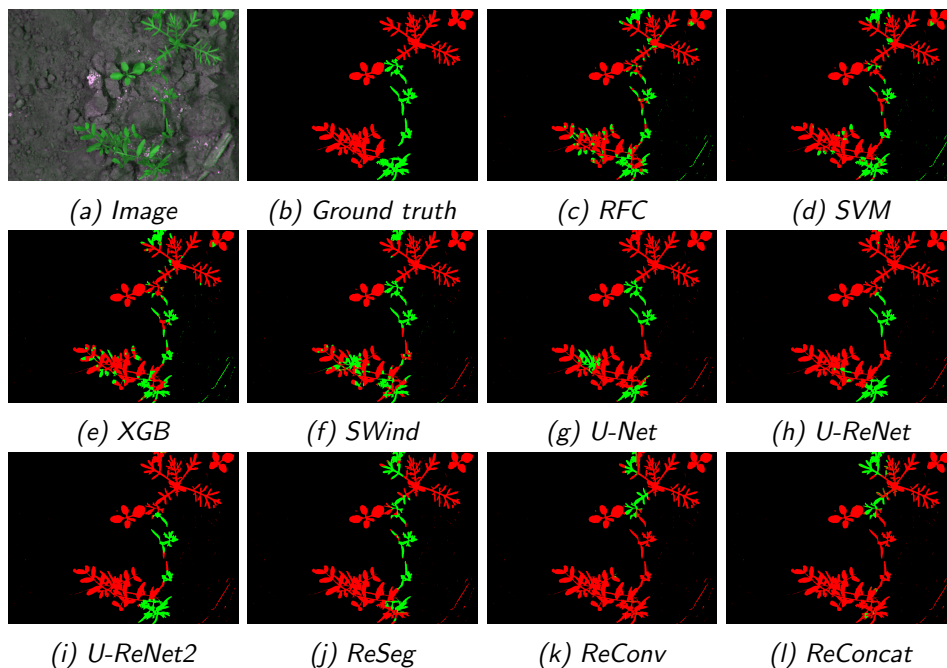 (a) Image
(b) Ground truth
(c) RFC
(d) SVM
(e) XGB
(f) SWind
(g) U-Net
(h) U-ReNet
(i) U-ReNet2
(j) ReSeg
(k) ReConv
(l) ReConcat